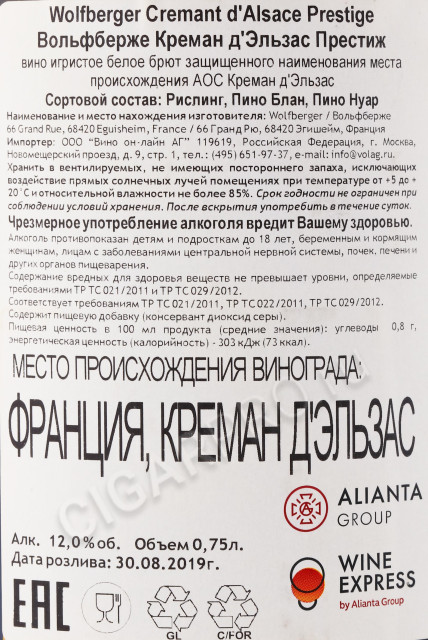 Wolfberger Cremant d'Alsace Prestige
Вольфберже Креман д'Эльзас Престиж
вино игристое белое брют защищенного наименования места
происхождения АОС Креман д'Эльзас
Сортовой состав: Рислинг, Пино Блан, Пино Нуар
Наименование и место нахождения изготовителя: Wolfberger / Вольфберже
66 Grand Rue, 68420 Eguisheim, France / 66 Гранд Рю, 68420 Эгишейм, Франция
Импортер: ООО "Вино он-лайн АГ" 119619, Российская Федерация, г. Москва,
Новомещерский проезд, д. 9, стр. 1, тел.: (495) 651-97-37, e-mail: info@volag.ru.
Хранить в вентилируемых, не имеющих постороннего запаха, исключающих
воздействие прямых солнечных лучей помещениях при температуре от +5 до +
20°С и относительной влажности не более 85%. Срок годности не ограничен при
соблюдении условий хранения. После вскрытия употребить в течение суток.
Чрезмерное употребление алкоголя вредит Вашему здоровью.
Алкоголь противопоказан детям и подросткам до 18 лет, беременным и кормящим
женщинам, лицам с заболеваниями центральной нервной системы, почек, печени и
других органов пищеварения.
Содержание вредных для здоровья веществ не превышает уровни, определяемые
требованиями ТР ТС 021/2011 и ТР ТС 029/2012.
Соответствует требованиям ТР ТС 021/2011, ТР ТС 022/2011, ТР ТС 029/2012.
Содержит пищевую добавку (консервант диоксид серы).
Пищевая ценность в 100 мл продукта (средние значения): углеводы 0,8 г,
энергетическая ценность (калорийность) - 303 кДж (73 ккал).
МЕСТО ПРОИСХОЖДЕНИЯ ВИНОГРАДА:
ФРАНЦИЯ, КРЕМАН Д'ЭЛЬЗАС
ALIANTA
GROUP
Алк. 12,0%об. Объем 0,75л.
Дата розлива: 30.08.2019г.
WINE
EXPRESS
by Alianta Group
EAC
GL
C/FOR